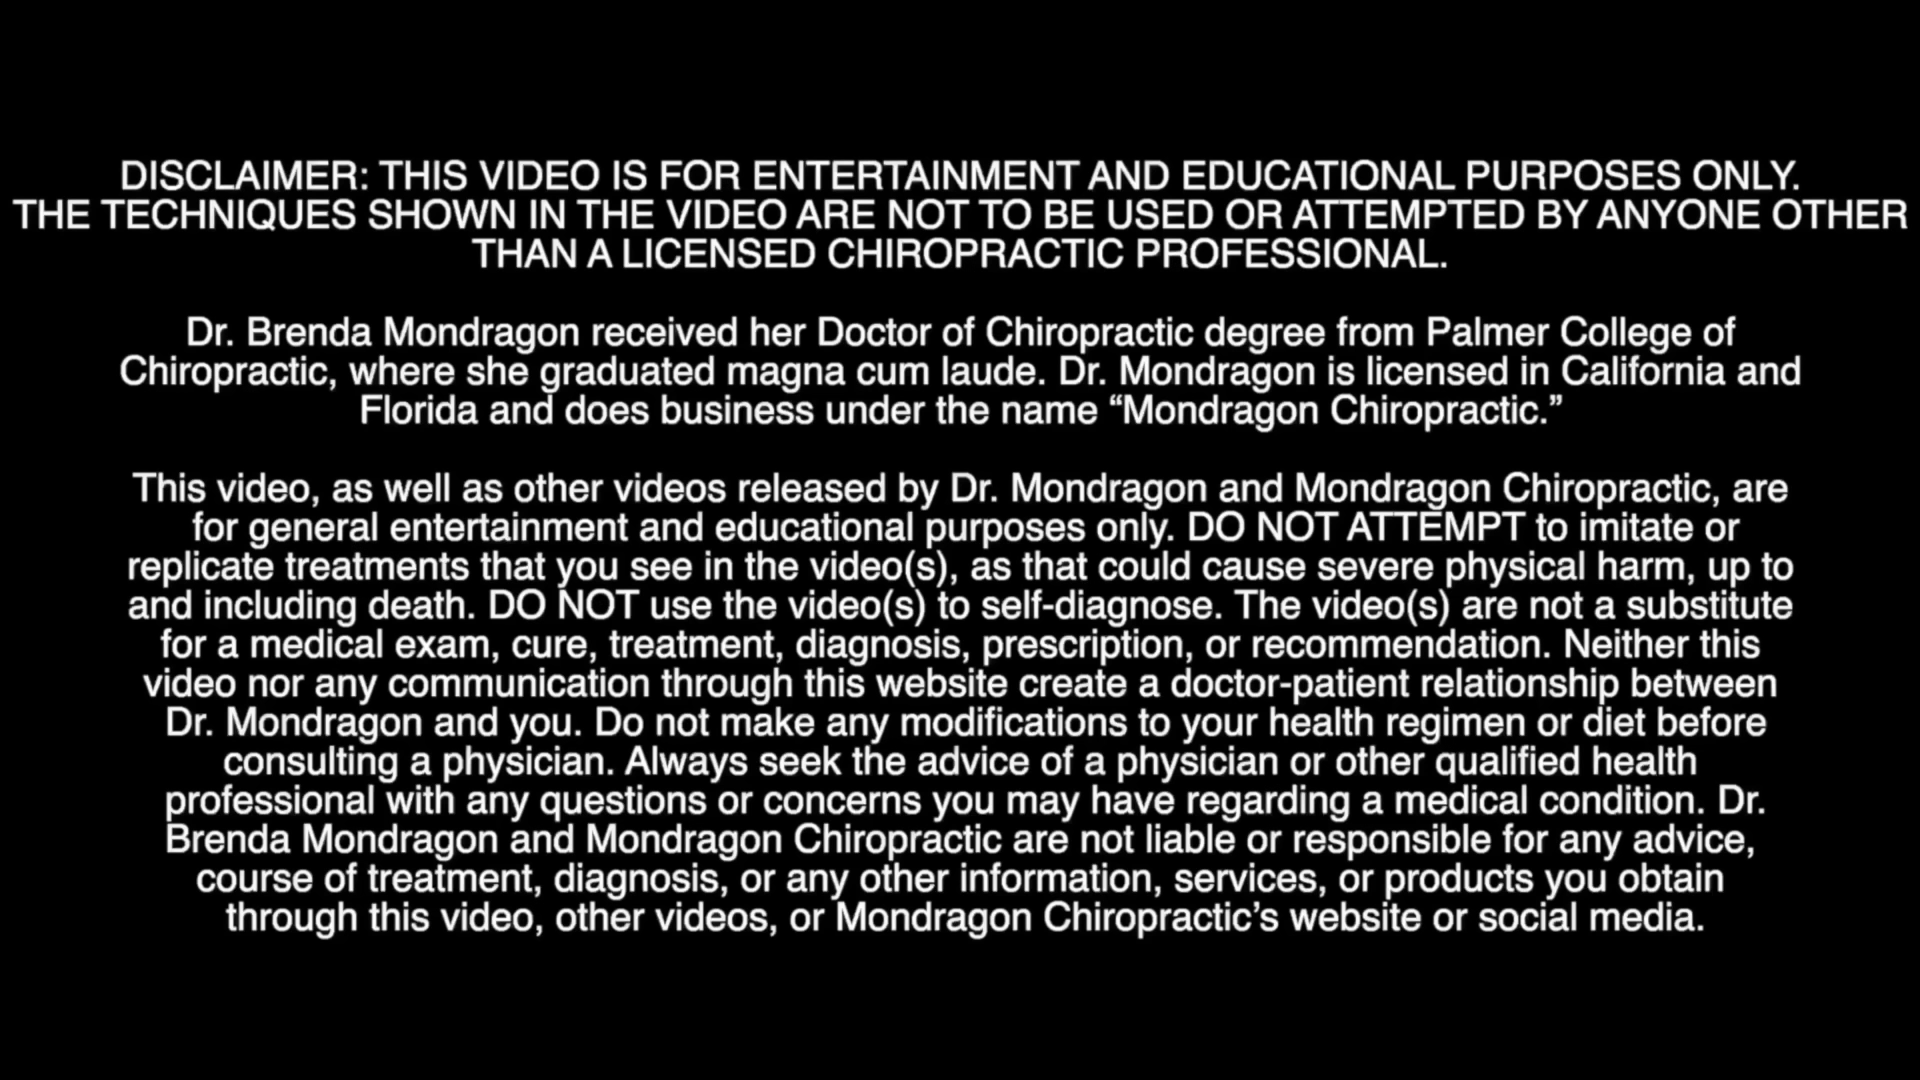 DISCLAIMER: THIS VIDEO IS FOR ENTERTAINMENT AND EDUCATIONAL PURPOSES ONLY.
THE TECHNIQUES SHOWN IN THE VIDEO ARE NOT TO BE USED OR ATTEMPTED BY ANYONE OTHER
THAN A LICENSED CHIROPRACTIC PROFESSIONAL.
Dr. Brenda Mondragon received her Doctor of Chiropractic degree from Palmer College of
Chiropractic, where she graduated magna cum laude. Dr. Mondragon is licensed in California and
Florida and does business under the name “Mondragon Chiropractic.”
This video, as well as other videos released by Dr. Mondragon and Mondragon Chiropractic, are
for general entertainment and educational purposes only. DO NOT ATTEMPT to imitate or
replicate treatments that you see in the video(s), as that could cause severe physical harm, up to
and including death. DO NOT use the video(s) to self-diagnose. The video(s) are not a substitute
for a medical exam, cure, treatment, diagnosis, prescription, or recommendation. Neither this
video nor any communication through this website create a doctor-patient relationship between
Dr. Mondragon and you. Do not make any modifications to your health regimen or diet before
consulting a physician. Always seek the advice of a physician or other qualified health
professional with any questions or concerns you may have regarding a medical condition. Dr.
Brenda Mondragon and Mondragon Chiropractic are not liable or responsible for any advice,
course of treatment, diagnosis, or any other information, services, or products you obtain
through this video, other videos, or Mondragon Chiropractic’s website or social media.